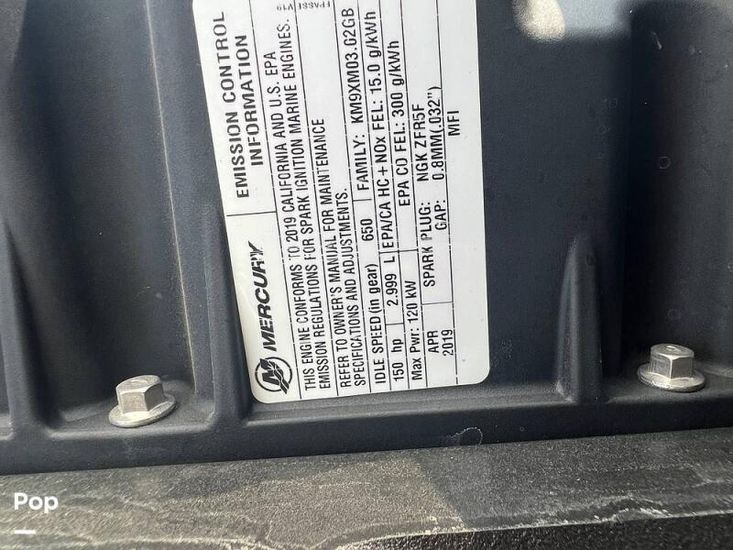 MERCURY
EMISSION CONTROL
INFORMATION
THIS ENGINE CONFORMS TO 2019 CALIFORNIA AND U.S. EPA
EMISSION REGULATIONS FOR SPARK IGNITION MARINE ENGINES.
REFER TO OWNER'S MANUAL FOR MAINTENANCE
SPECIFICATIONS AND ADJUSTMENTS.
IDLE SPEED (in gear) 650 FAMILY: KM9XM03.02GB
150 hp 2.999 L EPA/CA HC+NOx FEL: 15.0 g/kWh
Max Pwr: 120 kW EPA CO FEL: 300 g/kWh
APR SPARK PLUG: NGK ZFR5F
2019 GAP: 0.8MM(.032")
MFI
Pop